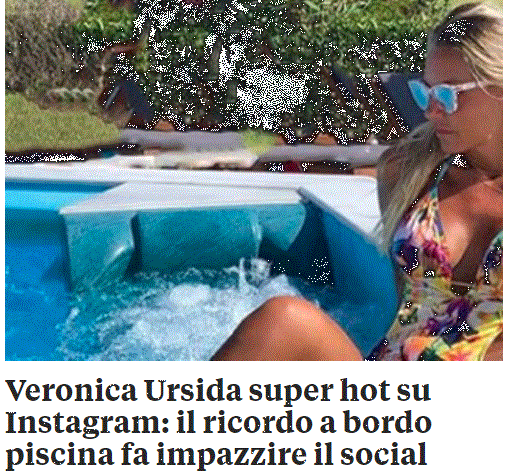 Veronica Ursida super hot su
Instagram: il ricordo a bordo
piscina fa impazzire il social